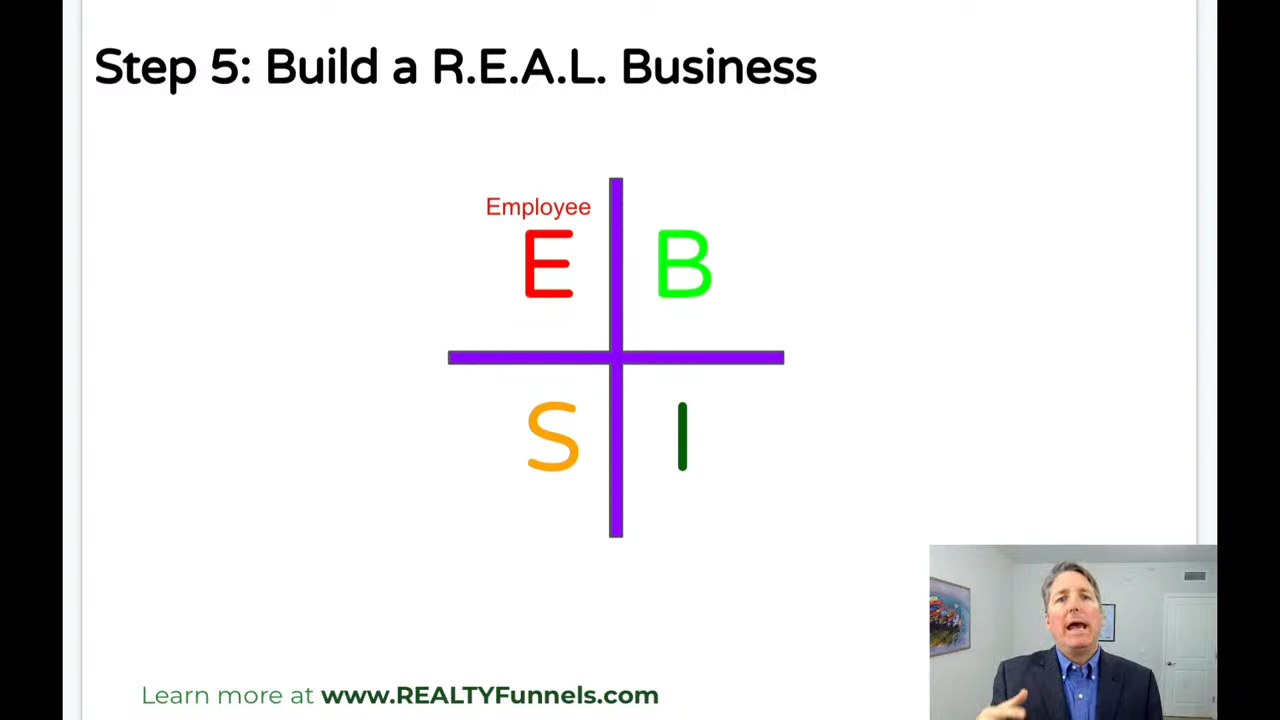 Step 5: Build a R.E.A.L. Business
Employee
E B
S I
Learn more at www.REALTYFunnels.com